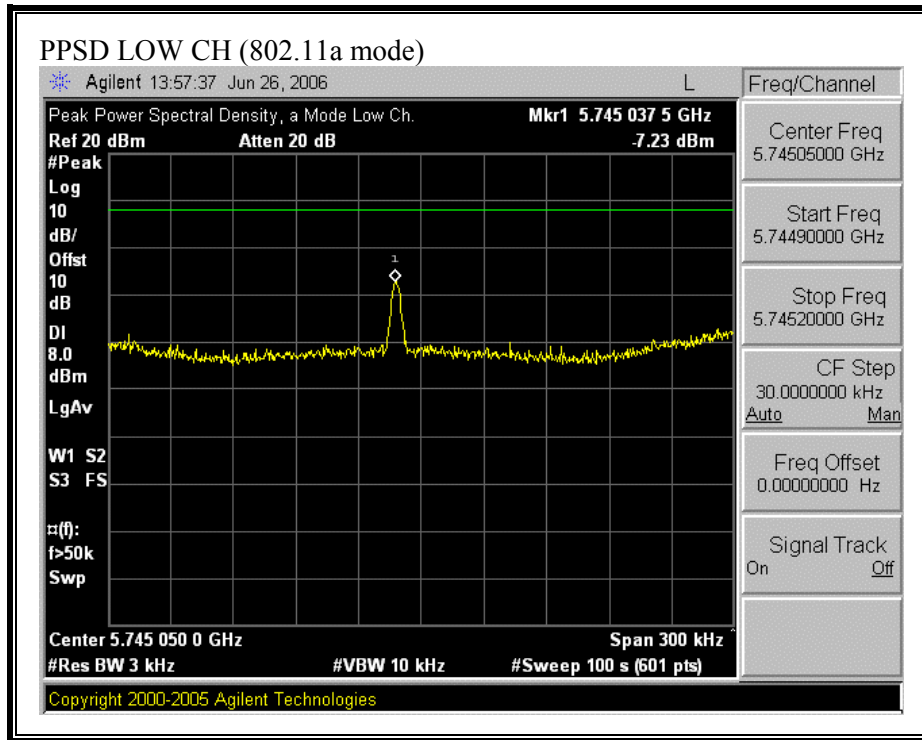 PPSD LOW CH (802.11a mode)
Agilent 13:57:37 Jun 26, 2006 L
Peak Power Spectral Density, a Mode Low Ch. Mkr1 5.745 037 5 GHz
Ref 20 dBm Atten 20 dB -7.23 dBm
#Peak
Log
10
dB/
Offst
10
dB
DI
8.0
dBm
LgAv
W1 S2
S3 FS
¤(f):
f>50k
Swp
1
Center 5.745 050 0 GHz Span 300 kHz
#Res BW 3 kHz #VBW 10 kHz #Sweep 100 s (601 pts)
Copyright 2000-2005 Agilent Technologies
Freq/Channel
Center Freq
5.74505000 GHz
Start Freq
5.74490000 GHz
Stop Freq
5.74520000 GHz
CF Step
30.0000000 kHz
Auto Man
Freq Offset
0.00000000 Hz
Signal Track
On Off